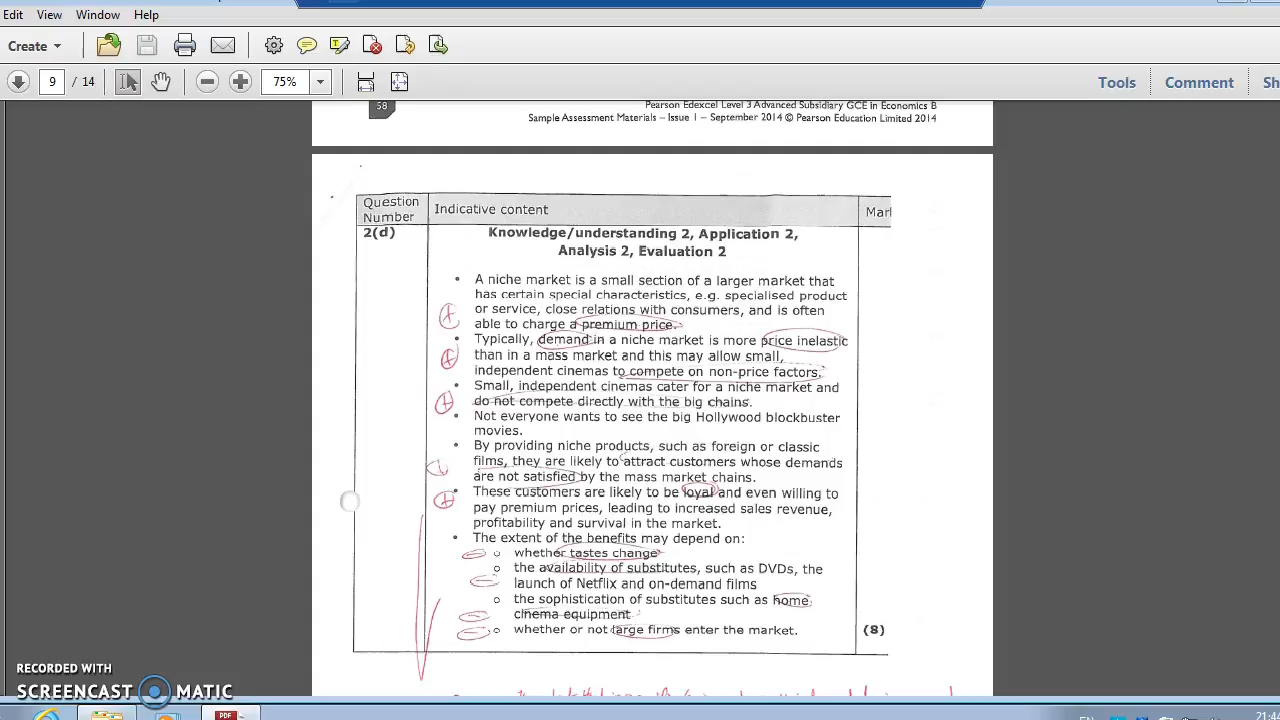 Edit View Window Help
Create
9 / 14 75% Tools Comment Sh
58
Pearson Edexcel Level 3 Advanced Subsidiary GCE in Economics B
Sample Assessment Materials – Issue 1 – September 2014 © Pearson Education Limited 2014
Question Number
Indicative content
Marl
2(d)
Knowledge/understanding 2, Application 2,
Analysis 2, Evaluation 2
• A niche market is a small section of a larger market that
has certain special characteristics, e.g. specialised product
or service, close relations with consumers, and is often
able to charge a premium price.
• Typically, demand in a niche market is more price inelastic
than in a mass market and this may allow small,
independent cinemas to compete on non-price factors.
• Small, independent cinemas cater for a niche market and
do not compete directly with the big chains.
• Not everyone wants to see the big Hollywood blockbuster
movies.
• By providing niche products, such as foreign or classic
films, they are likely to attract customers whose demands
are not satisfied by the mass market chains.
• These customers are likely to be loyal and even willing to
pay premium prices, leading to increased sales revenue,
profitability and survival in the market.
• The extent of the benefits may depend on:
o whether tastes change
o the availability of substitutes, such as DVDs, the
launch of Netflix and on-demand films
o the sophistication of substitutes such as home
cinema equipment
o whether or not large firms enter the market.
(8)
RECORDED WITH
SCREENCAST MATIC
PDF
EN